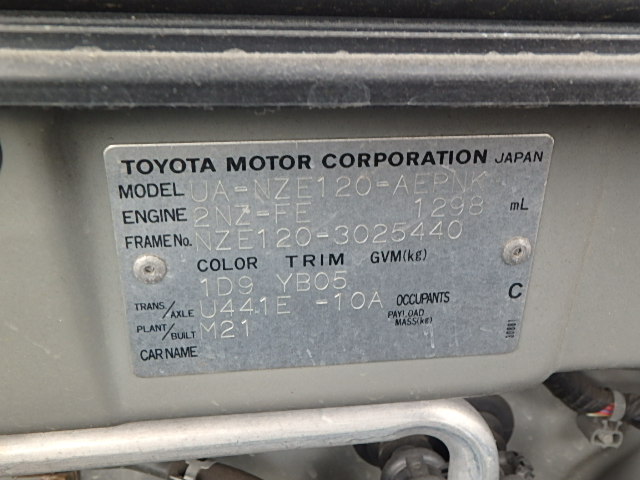 TOYOTA MOTOR CORPORATION JAPAN
MODEL UA-NZE120-AEPNK
ENGINE 2NZ-FE 1298 mL
FRAME No. NZE120-3025440
COLOR TRIM GVM(kg)
1D9 YB05
TRANS./AXLE U441E -10A OCCUPANTS C
PLANT/BUILT M21 PAYLOAD MASS(kg)
CAR NAME
30881